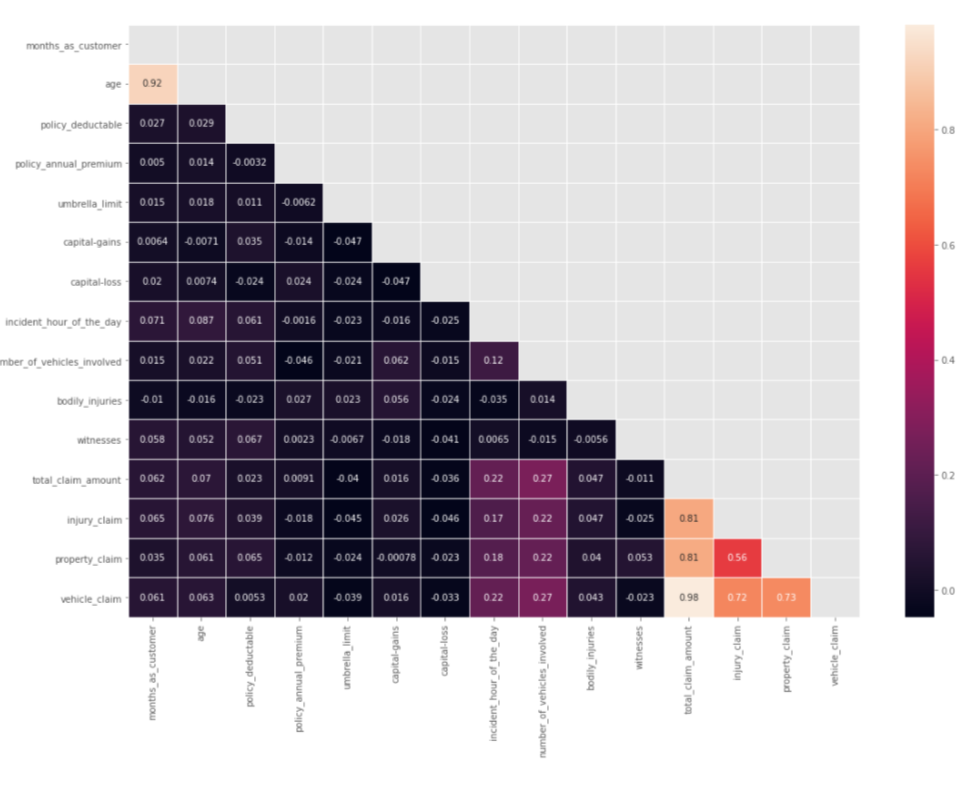 months_as_customer
age 0.92
policy_deductable 0.027 0.029
policy_annual_premium 0.005 0.014 -0.0032
umbrella_limit 0.015 0.018 0.011 -0.0062
capital-gains 0.0064 -0.0071 0.035 -0.014 -0.047
capital-loss 0.02 0.0074 -0.024 0.024 -0.024 -0.047
incident_hour_of_the_day 0.071 0.087 0.061 -0.0016 -0.023 -0.016 -0.025
mber_of_vehicles_involved 0.015 0.022 0.051 -0.046 -0.021 0.062 -0.015 0.12
bodily_injuries -0.01 -0.016 -0.023 0.027 0.023 0.056 -0.024 -0.035 0.014
witnesses 0.058 0.052 0.067 0.0023 -0.0067 -0.018 -0.041 0.0065 -0.015 -0.0056
total_claim_amount 0.062 0.07 0.023 0.0091 -0.04 0.016 -0.036 0.22 0.27 0.047 -0.011
injury_claim 0.065 0.076 0.039 -0.018 -0.045 0.026 -0.046 0.17 0.22 0.047 -0.025 0.81
property_claim 0.035 0.061 0.065 -0.012 -0.024 -0.00078 -0.023 0.18 0.22 0.04 0.053 0.81 0.56
vehicle_claim 0.061 0.063 0.0053 0.02 -0.039 0.016 -0.033 0.22 0.27 0.043 -0.023 0.98 0.72 0.73
months_as_customer
age
policy_deductable
policy_annual_premium
umbrella_limit
capital-gains
capital-loss
incident_hour_of_the_day
number_of_vehicles_involved
bodily_injuries
witnesses
total_claim_amount
injury_claim
property_claim
vehicle_claim
0.8
0.6
0.4
0.2
0.0